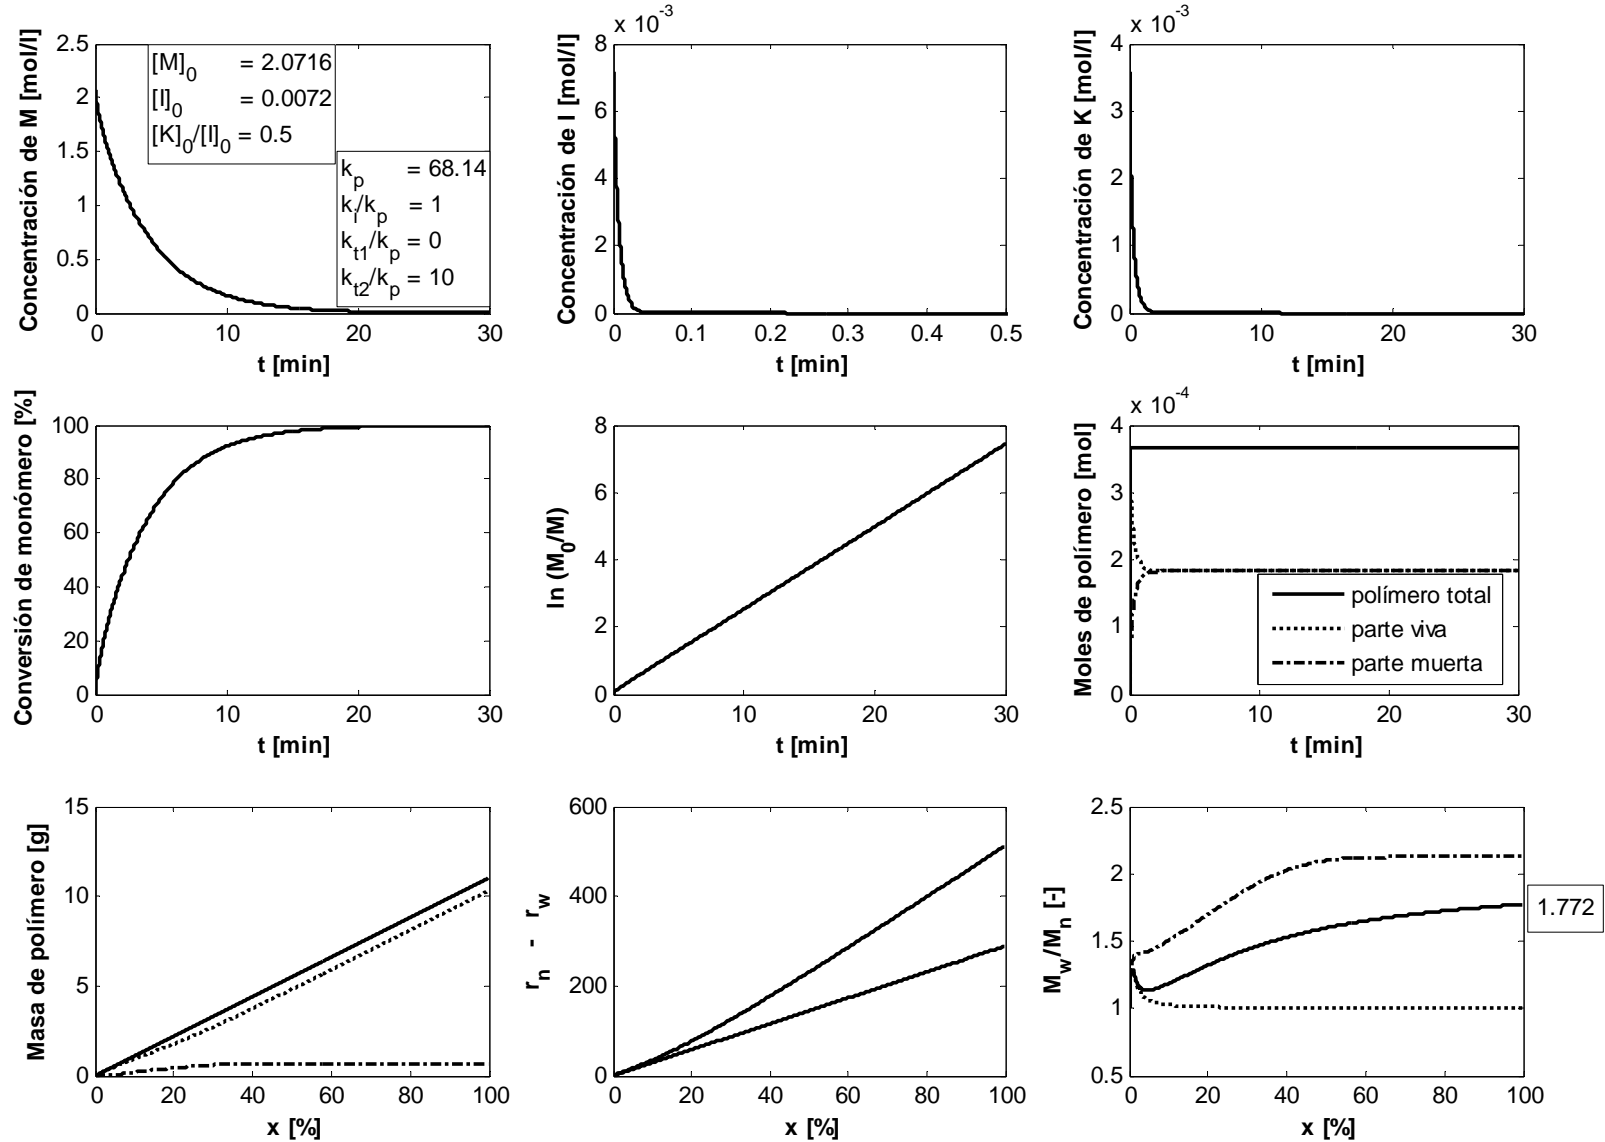 Concentración de M [mol/l]
2.5
2
1.5
1
0.5
0
[M]0 = 2.0716
[I]0 = 0.0072
[K]0/[I]0 = 0.5
kp = 68.14
ki/kp = 1
kt1/kp = 0
kt2/kp = 10
0 10 20 30
t [min]
x 10-3
Concentración de I [mol/l]
8
6
4
2
0
0 0.1 0.2 0.3 0.4 0.5
t [min]
x 10-3
Concentración de K [mol/l]
4
3
2
1
0
0 10 20 30
t [min]
Conversión de monómero [%]
100
80
60
40
20
0
0 10 20 30
t [min]
ln (M0/M)
8
6
4
2
0
0 10 20 30
t [min]
x 10-4
Moles de polímero [mol]
4
3
2
1
0
polímero total
parte viva
parte muerta
0 10 20 30
t [min]
Masa de polímero [g]
15
10
5
0
0 20 40 60 80 100
x [%]
rn - rw
600
400
200
0
0 20 40 60 80 100
x [%]
Mw/Mn [-]
2.5
2
1.5
1
0.5
1.772
0 20 40 60 80 100
x [%]